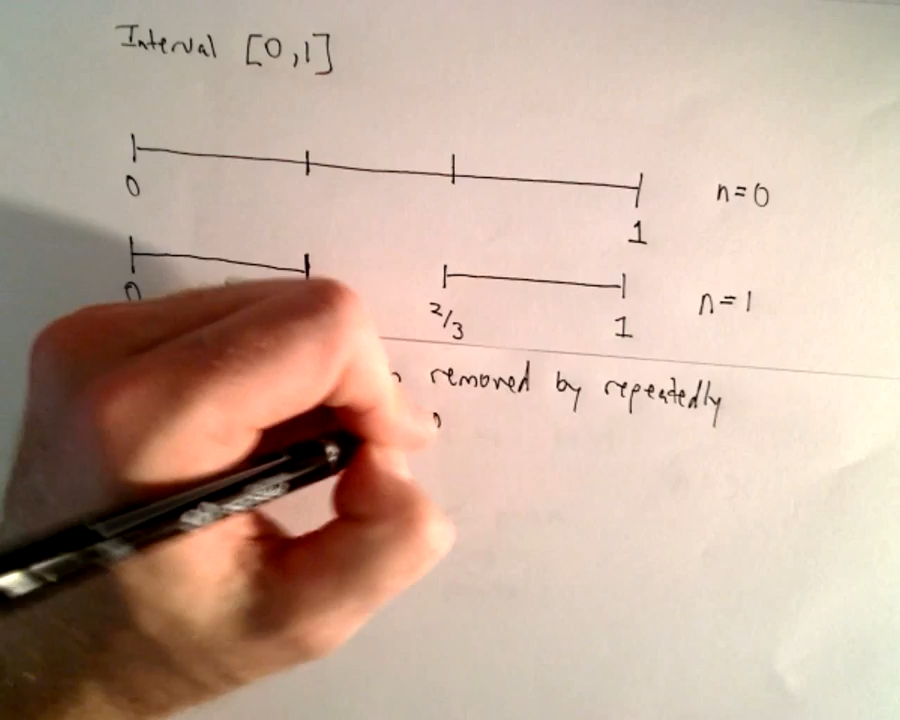 Interval [0,1]
0 1 n=0
0 2/3 1 n=1
removed by repeatedly